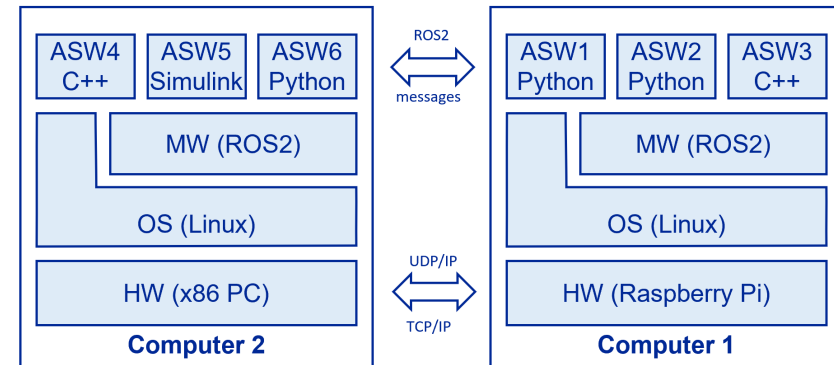 ASW4
C++
ASW5
Simulink
ASW6
Python
MW (ROS2)
OS (Linux)
HW (x86 PC)
Computer 2
ROS2
messages
UDP/IP
TCP/IP
ASW1
Python
ASW2
Python
ASW3
C++
MW (ROS2)
OS (Linux)
HW (Raspberry Pi)
Computer 1